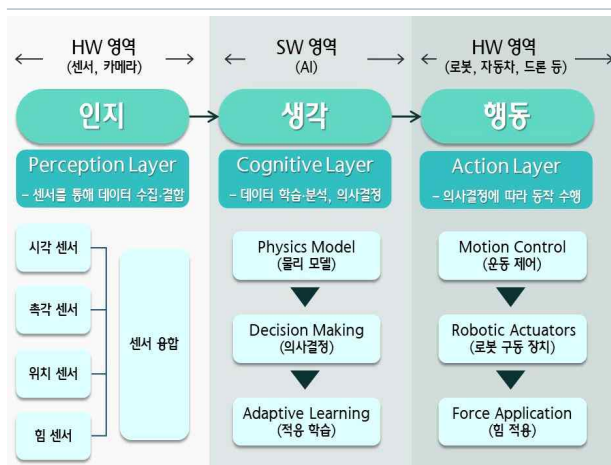 HW 영역
(센서, 카메라)
인지
Perception Layer
- 센서를 통해 데이터 수집·결합
시각 센서
촉각 센서
위치 센서
힘 센서
센서 융합
SW 영역
(AI)
생각
Cognitive Layer
- 데이터 학습·분석, 의사결정
Physics Model
(물리 모델)
Decision Making
(의사결정)
Adaptive Learning
(적응 학습)
HW 영역
(로봇, 자동차, 드론 등)
행동
Action Layer
- 의사결정에 따라 동작 수행
Motion Control
(운동 제어)
Robotic Actuators
(로봇 구동 장치)
Force Application
(힘 적용)